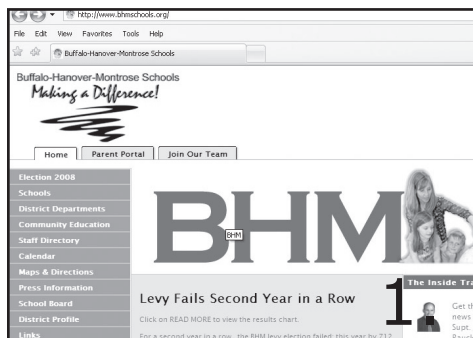 http://www.bhmschools.org/
File Edit View Favorites Tools Help
Buffalo-Hanover-Montrose Schools
Buffalo-Hanover-Montrose Schools
Making a Difference!
Home Parent Portal Join Our Team
Election 2008
Schools
District Departments
Community Education
Staff Directory
Calendar
Maps & Directions
Press Information
School Board
District Profile
Links
BHM
BHM
Levy Fails Second Year in a Row
Click on READ MORE to view the results chart.
For a second year in a row, the BHM levy election failed; this year by 712
1
The Inside Tra
Get th
news
Supt.